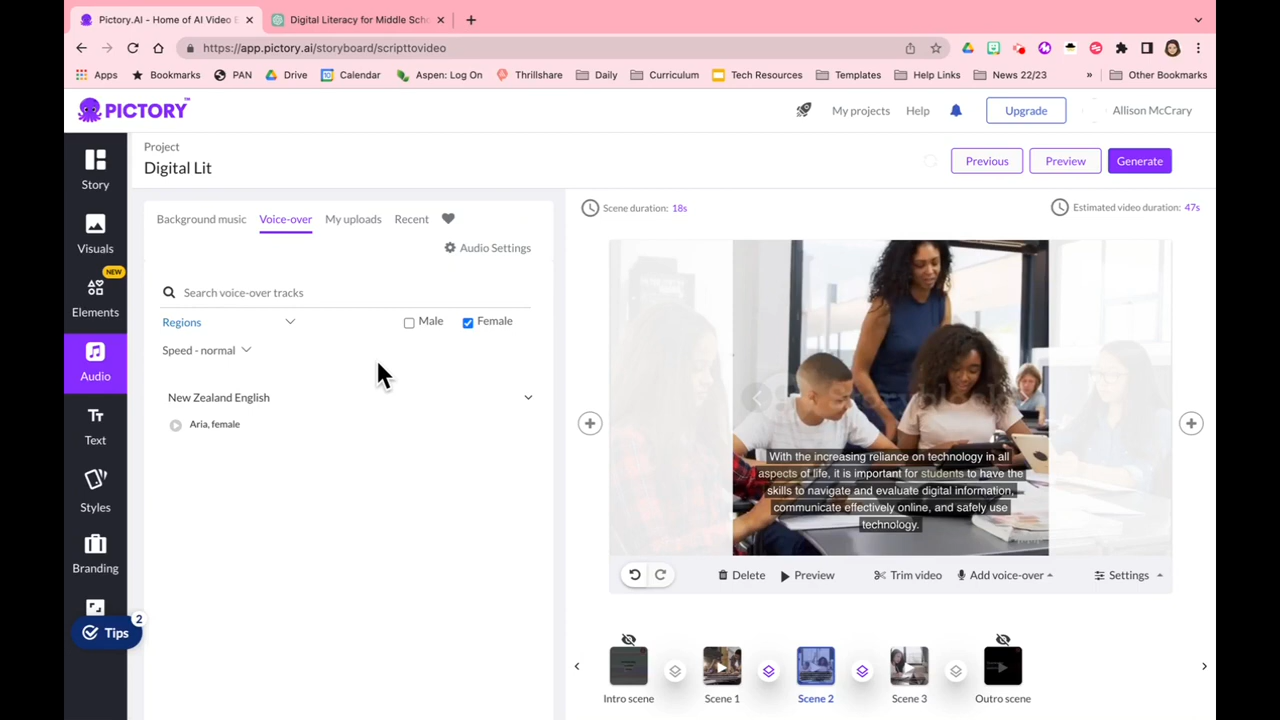 Pictory.AI - Home of AI Video E
Digital Literacy for Middle Scho
https://app.pictory.ai/storyboard/scripttovideo
Apps
Bookmarks
PAN
Drive
Calendar
Aspen: Log On
Thrillshare
Daily
Curriculum
Tech Resources
Templates
Help Links
News 22/23
»
Other Bookmarks
PICTORY™
My projects
Help
Upgrade
Allison McCrary
Project
Digital Lit
Previous
Preview
Generate
Story
Visuals
NEW
Elements
Audio
Text
Styles
Branding
2
Tips
Background music
Voice-over
My uploads
Recent
Audio Settings
Search voice-over tracks
Regions
Male
Female
Speed - normal
New Zealand English
Aria, female
Scene duration: 18s
Estimated video duration: 47s
With the increasing reliance on technology in all
aspects of life, it is important for students to have the
skills to navigate and evaluate digital information,
communicate effectively online, and safely use
technology.
Delete
Preview
Trim video
Add voice-over
Settings
Intro scene
Scene 1
Scene 2
Scene 3
Outro scene